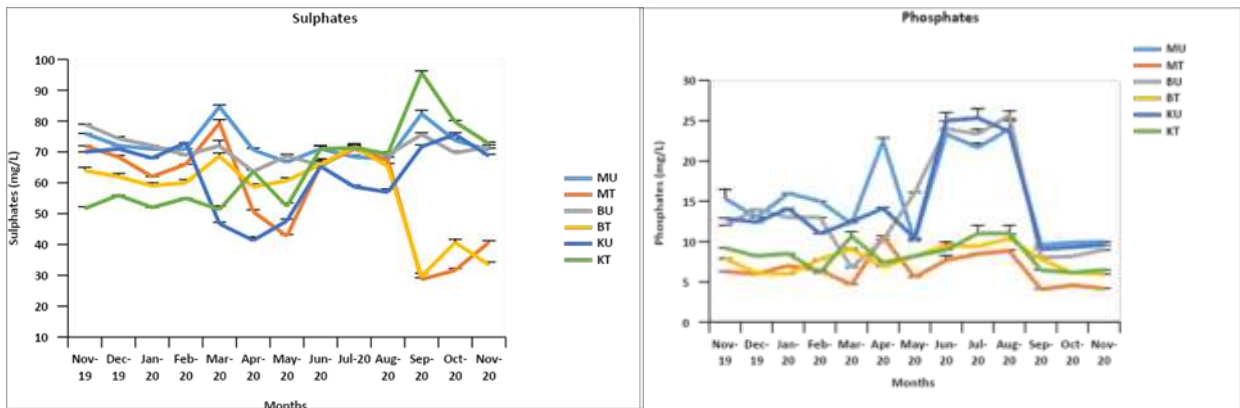 Sulphates
100
90
80
70
60
50
40
30
20
10
Sulphates (mg/L)
Nov-19 Dec-19 Jan-20 Feb-20 Mar-20 Apr-20 May-20 Jun-20 Jul-20 Aug-20 Sep-20 Oct-20 Nov-20
Months
MU
MT
BU
BT
KU
KT
Phosphates
30
25
20
15
10
5
0
Phosphates (mg/L)
Nov-19 Dec-19 Jan-20 Feb-20 Mar-20 Apr-20 May-20 Jun-20 Jul-20 Aug-20 Sep-20 Oct-20 Nov-20
Months
MU
MT
BU
BT
KU
KT